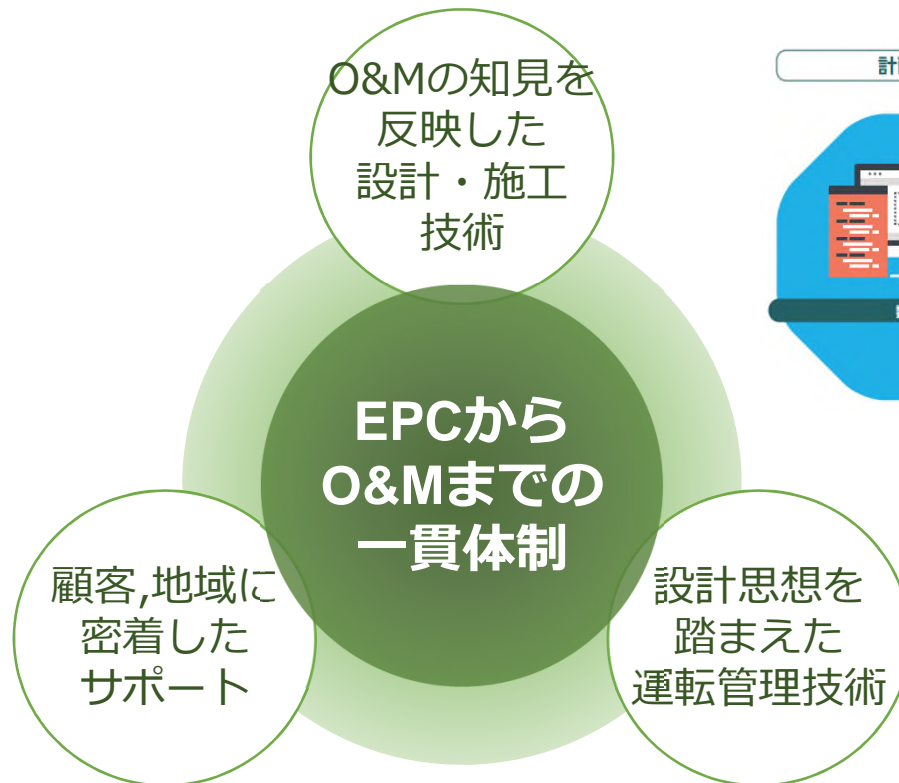 O&Mの知見を
反映した
設計・施工
技術
EPCから
O&Mまでの
一貫体制
顧客,地域に
密着した
サポート
設計思想を
踏まえた
運転管理技術